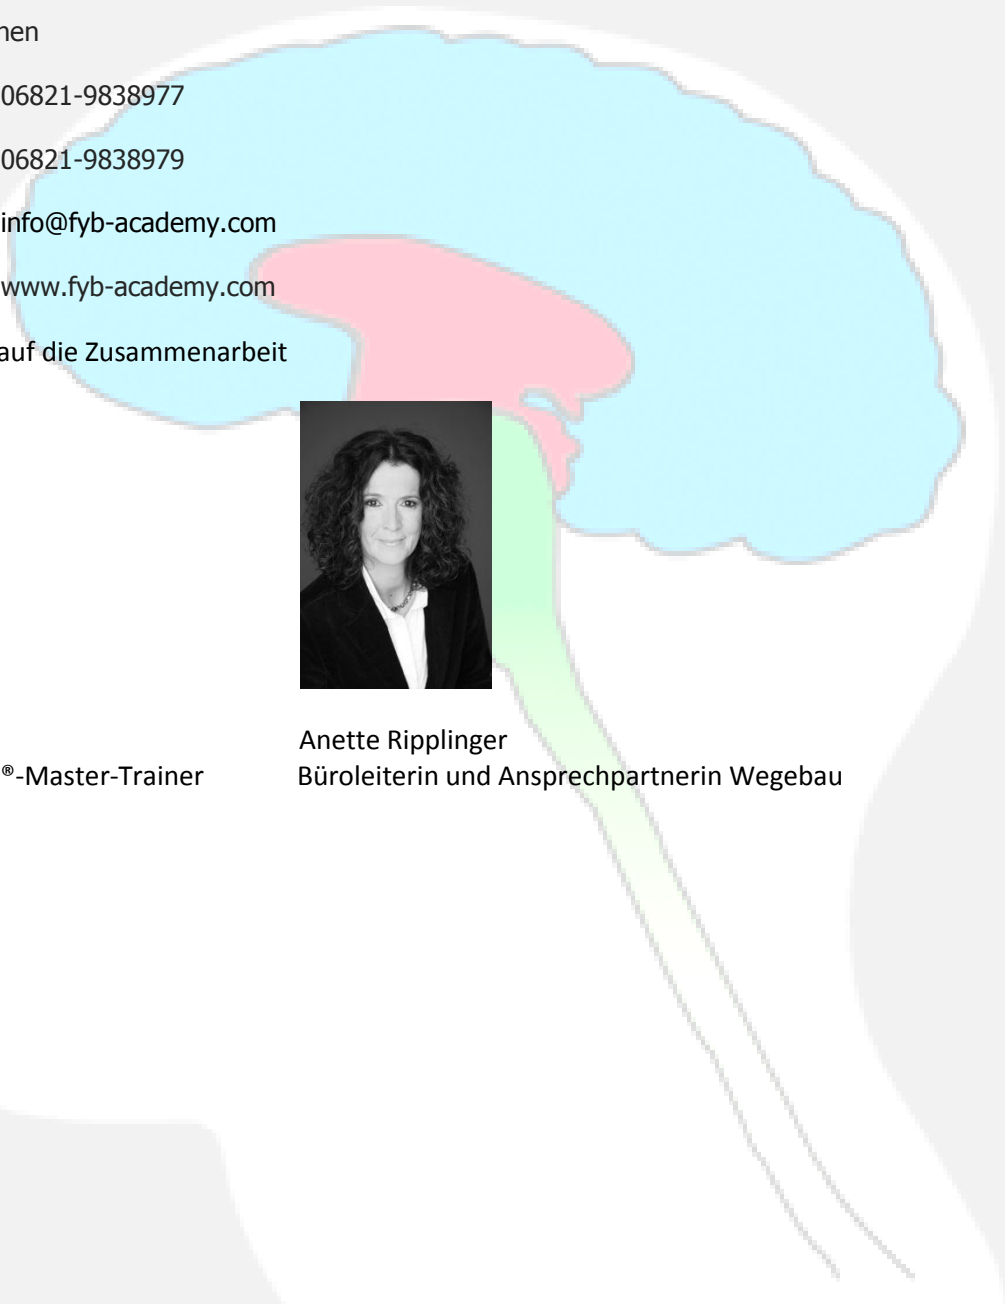 hen
06821-9838977
06821-9838979
info@fyb-academy.com
www.fyb-academy.com
auf die Zusammenarbeit
Anette Ripplinger
®-Master-Trainer Büroleiterin und Ansprechpartnerin Wegebau